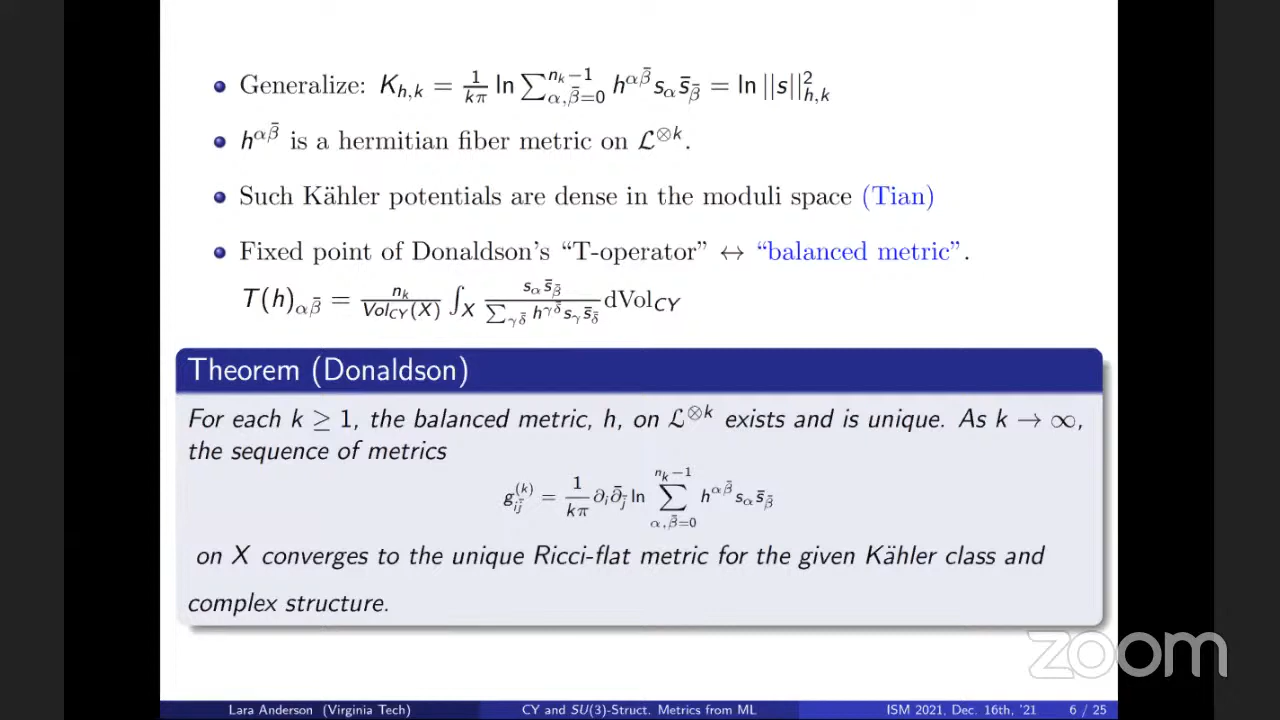 Generalize: $K_{h,k} = \frac{1}{k\pi} \ln \sum_{\alpha,\bar{\beta}=0}^{n_k-1} h^{\alpha\bar{\beta}} s_\alpha \bar{s}_{\bar{\beta}} = \ln ||s||^2_{h,k}$
$h^{\alpha\bar{\beta}}$ is a hermitian fiber metric on $\mathcal{L}^{\otimes k}$.
Such Kähler potentials are dense in the moduli space (Tian)
Fixed point of Donaldson's “T-operator” ↔ “balanced metric”.
$T(h)_{\alpha\bar{\beta}} = \frac{n_k}{Vol_{CY}(X)} \int_X \frac{s_\alpha \bar{s}_{\bar{\beta}}}{\sum_{\gamma\bar{\delta}} h^{\gamma\bar{\delta}} s_\gamma \bar{s}_{\bar{\delta}}} \mathrm{dVol}_{CY}$
Theorem (Donaldson)
For each $k \geq 1$, the balanced metric, h, on $\mathcal{L}^{\otimes k}$ exists and is unique. As $k \to \infty$,
the sequence of metrics
$g^{(k)}_{i\bar{j}} = \frac{1}{k\pi} \partial_i \bar{\partial}_{\bar{j}} \ln \sum_{\alpha,\bar{\beta}=0}^{n_k-1} h^{\alpha\bar{\beta}} s_\alpha \bar{s}_{\bar{\beta}}$
on X converges to the unique Ricci-flat metric for the given Kähler class and
complex structure.
zoom
Lara Anderson (Virginia Tech) CY and SU(3)-Struct. Metrics from ML ISM 2021, Dec. 16th, '21 6 / 25